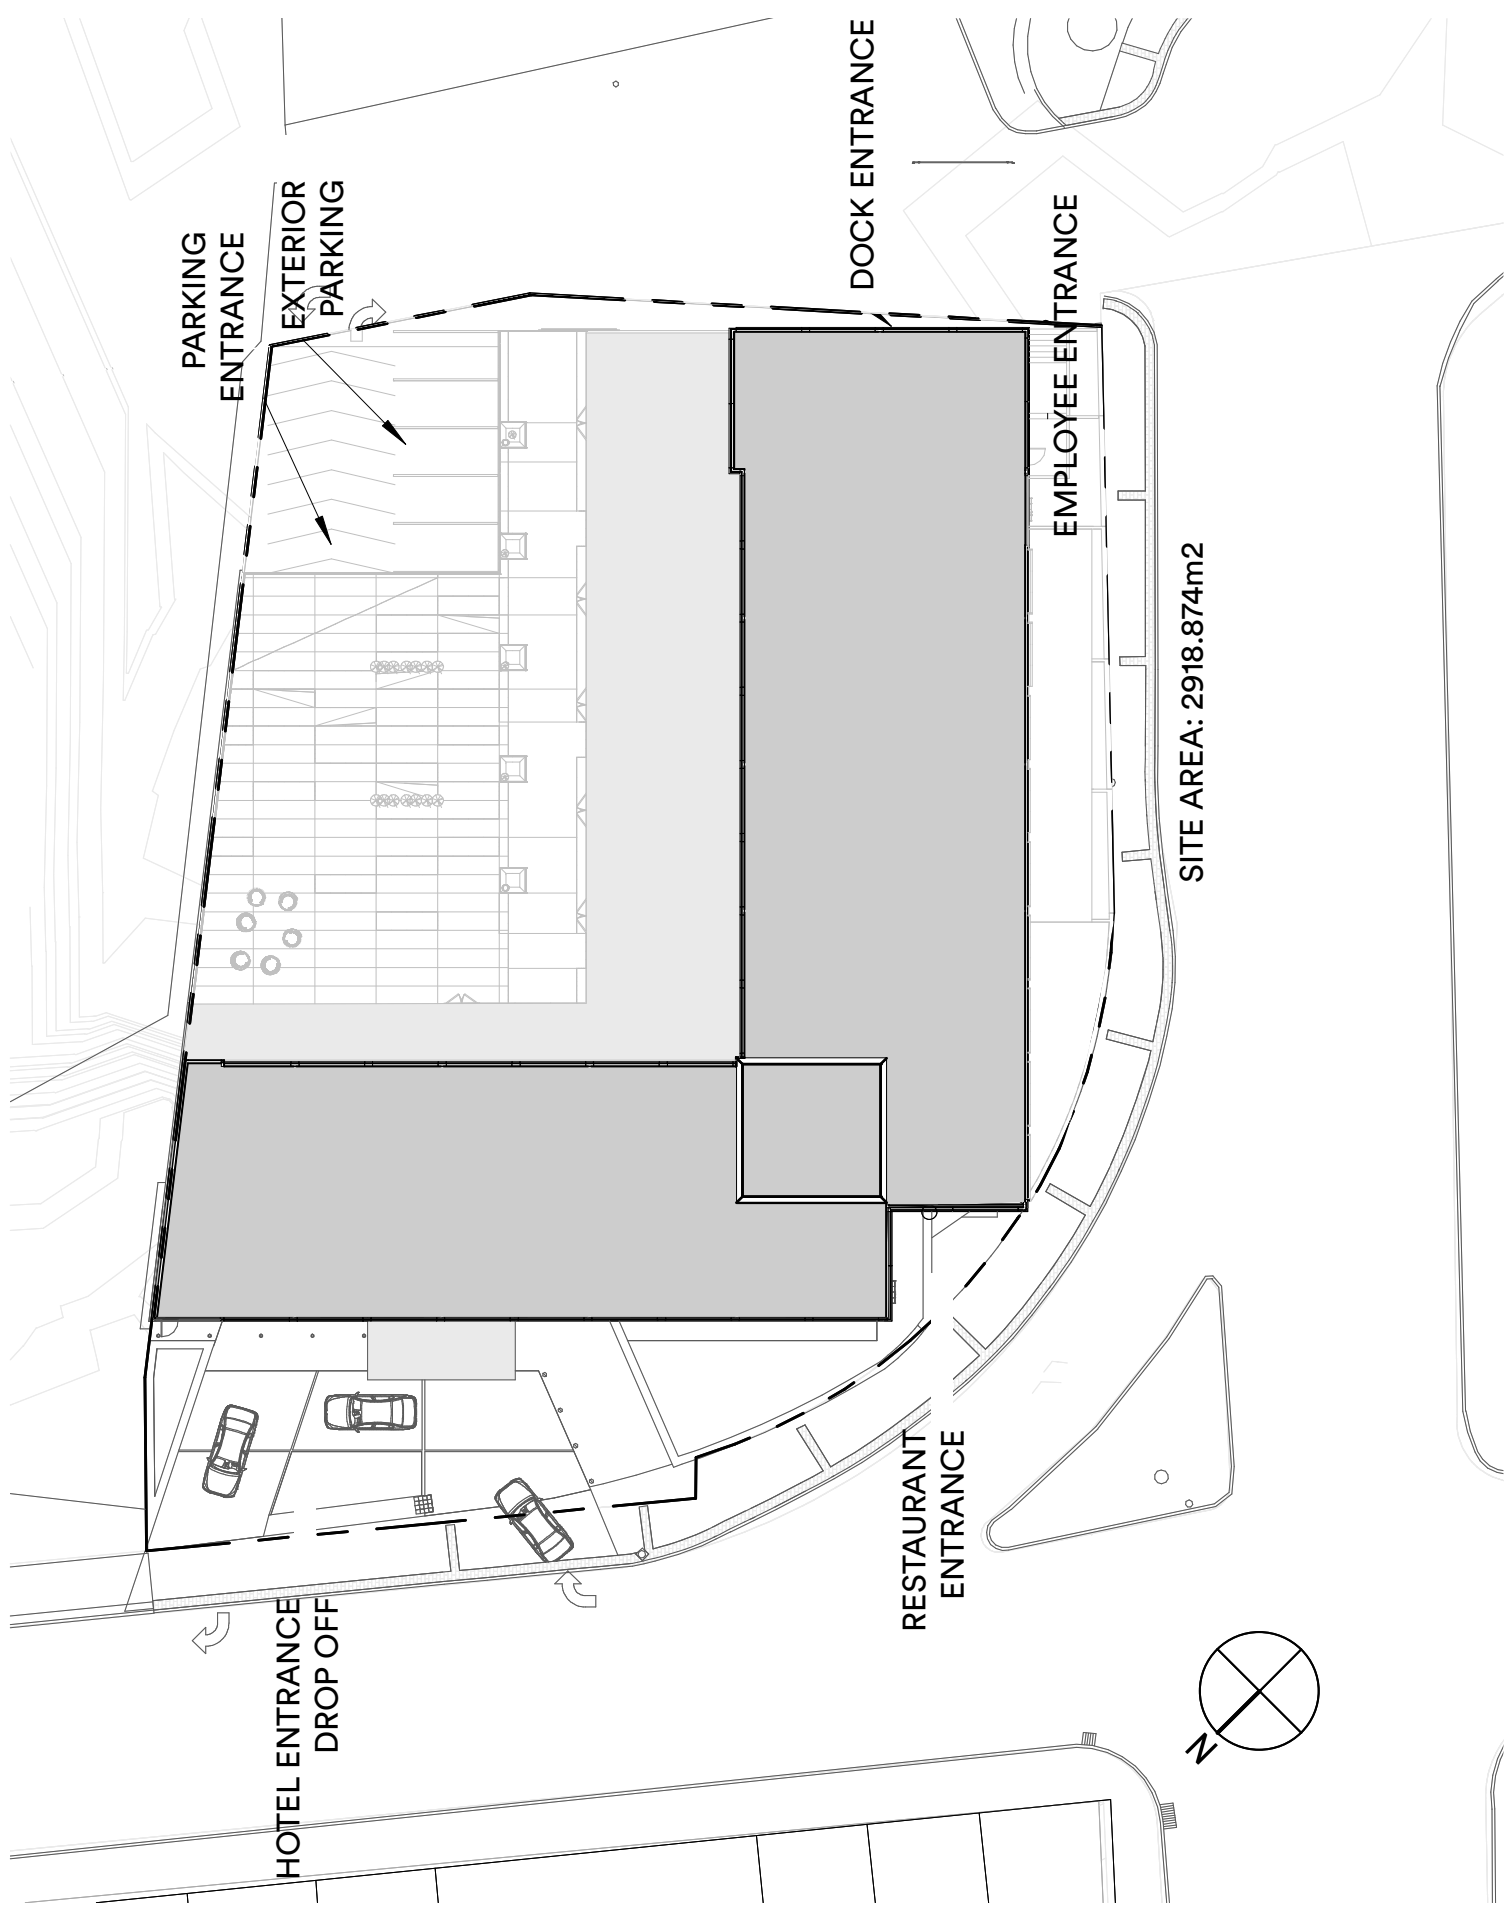 PARKING
ENTRANCE
EXTERIOR
PARKING
DOCK ENTRANCE
EMPLOYEE ENTRANCE
SITE AREA: 2918.874m2
RESTAURANT
ENTRANCE
HOTEL ENTRANCE
DROP OFF
N